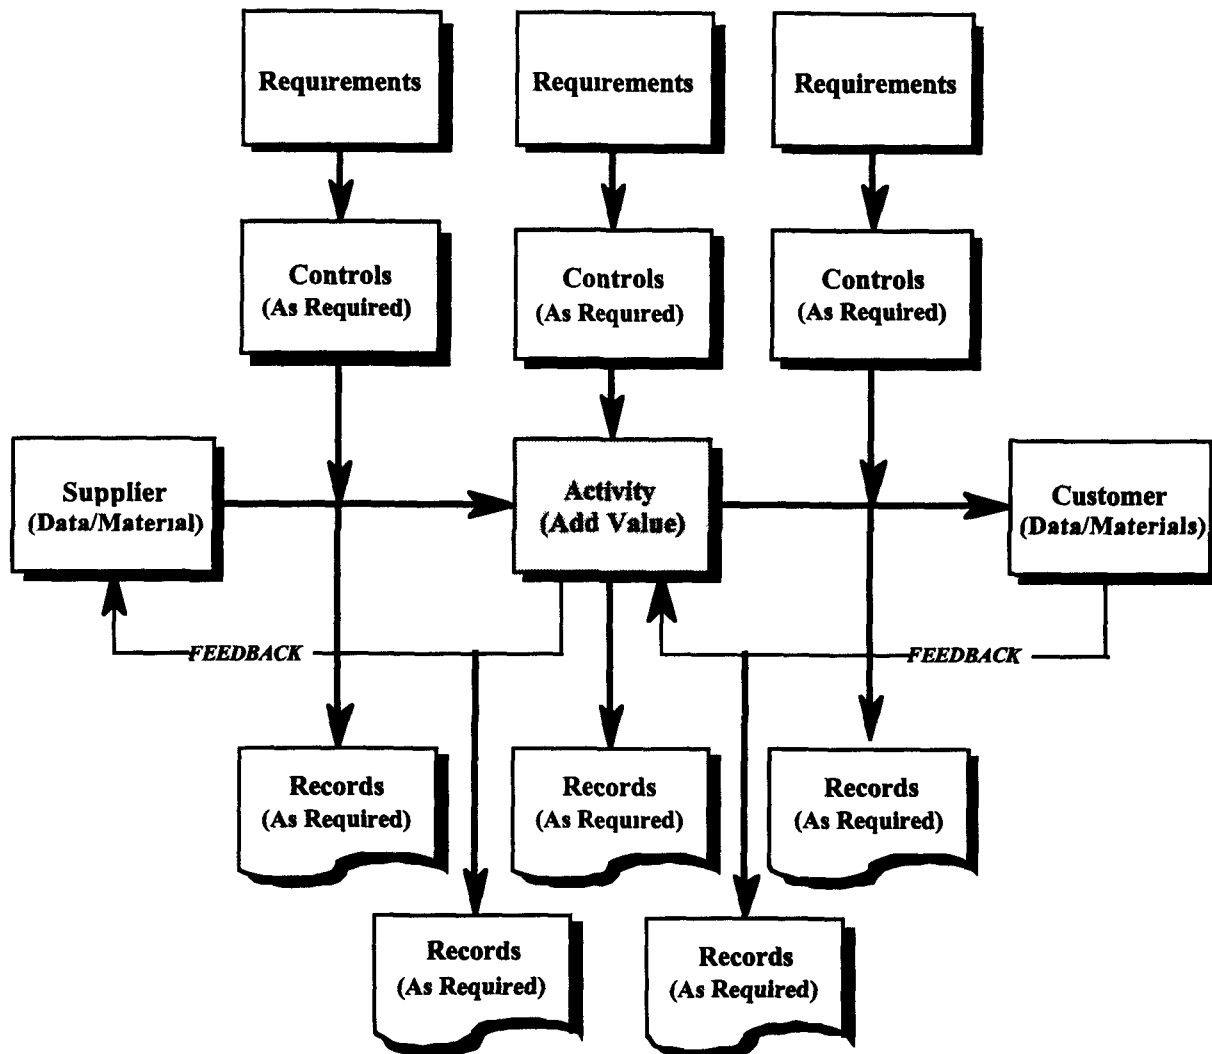 Requirements
Requirements
Requirements
Controls
(As Required)
Controls
(As Required)
Controls
(As Required)
Supplier
(Data/Material)
Activity
(Add Value)
Customer
(Data/Materials)
FEEDBACK
FEEDBACK
Records
(As Required)
Records
(As Required)
Records
(As Required)
Records
(As Required)
Records
(As Required)